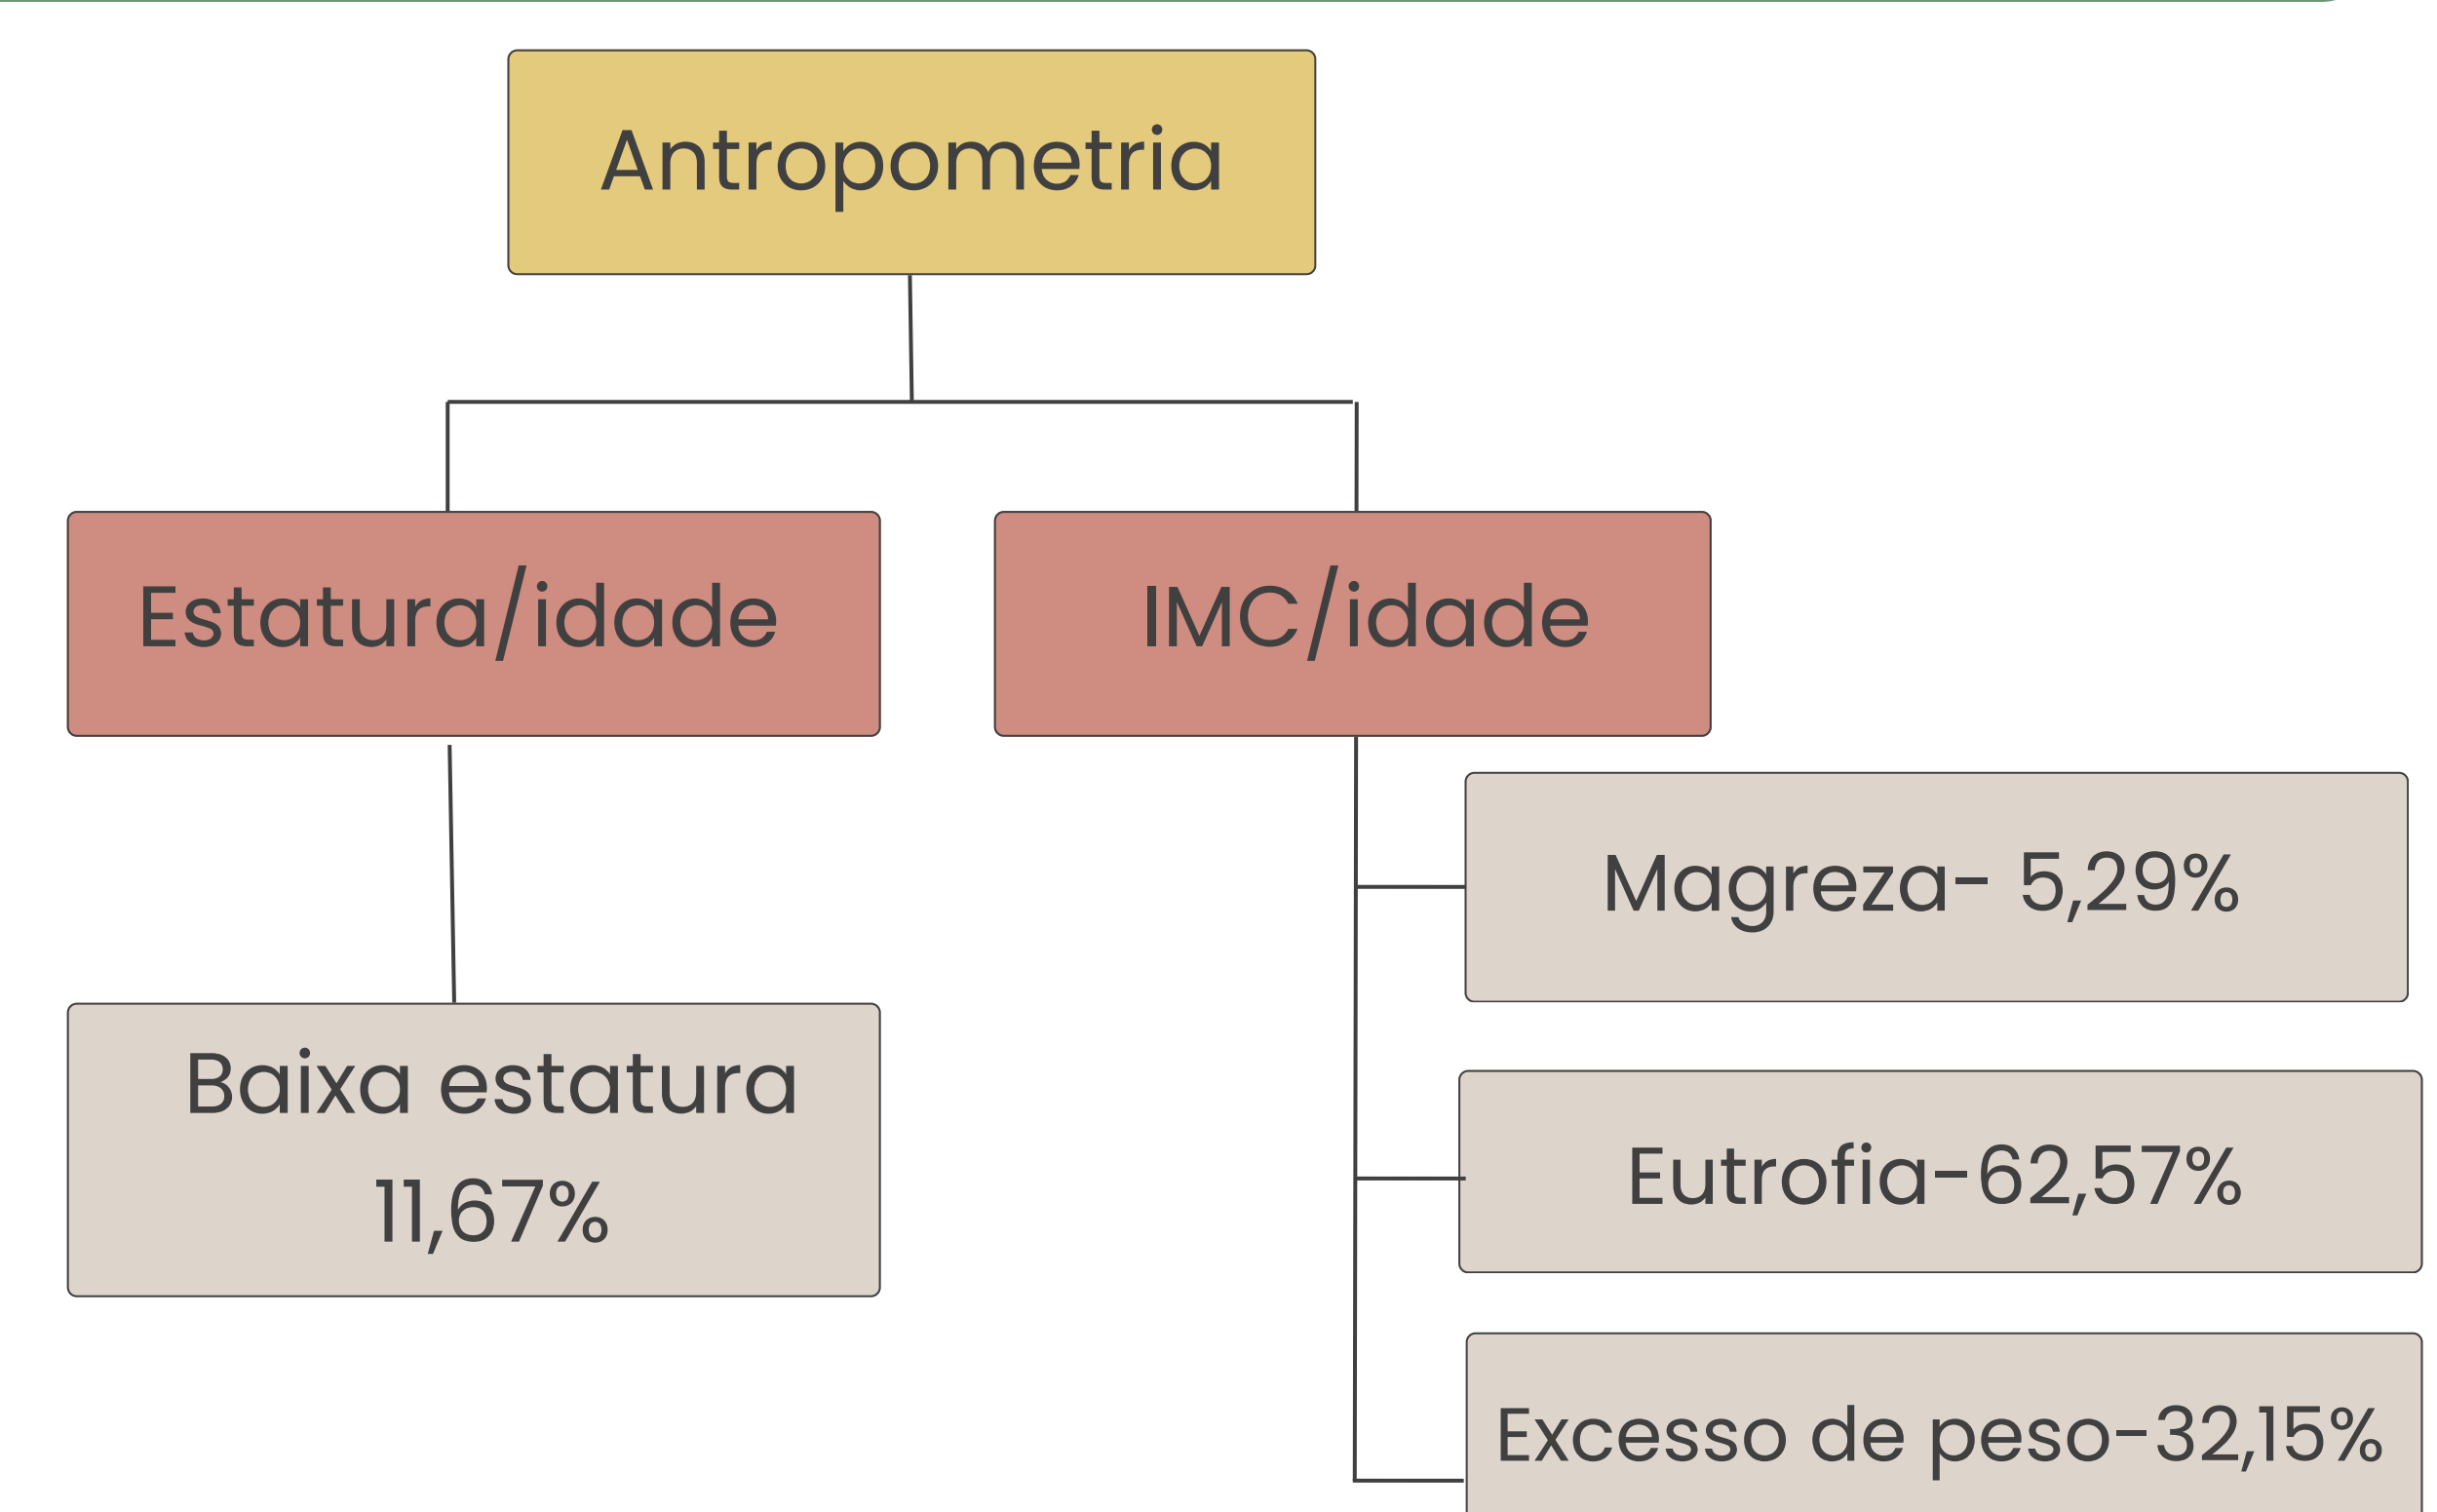 Antropometria
Estatura/idade
IMC/idade
Magreza- 5,29%
Baixa estatura
11,67%
Eutrofia-62,57%
Excesso de peso-32,15%